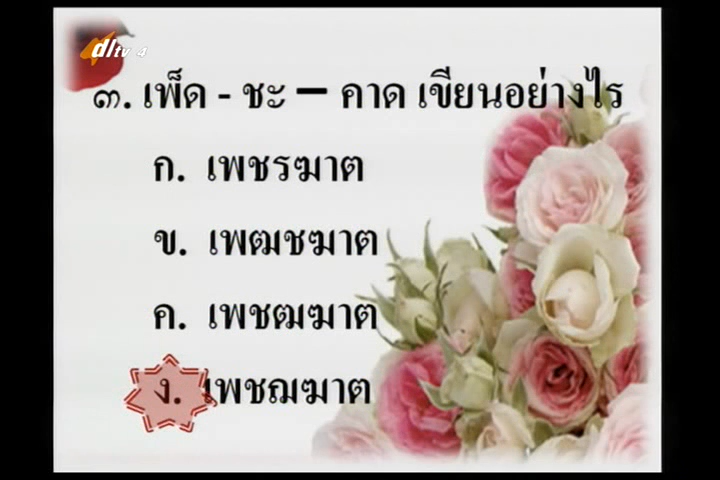 dltv 4
๓. เพ็ด - ชะ – คาด เขียนอย่างไร
ก. เพชรฆาต
ข. เพฒชฆาต
ค. เพชฒฆาต
ง. เพชฌฆาต